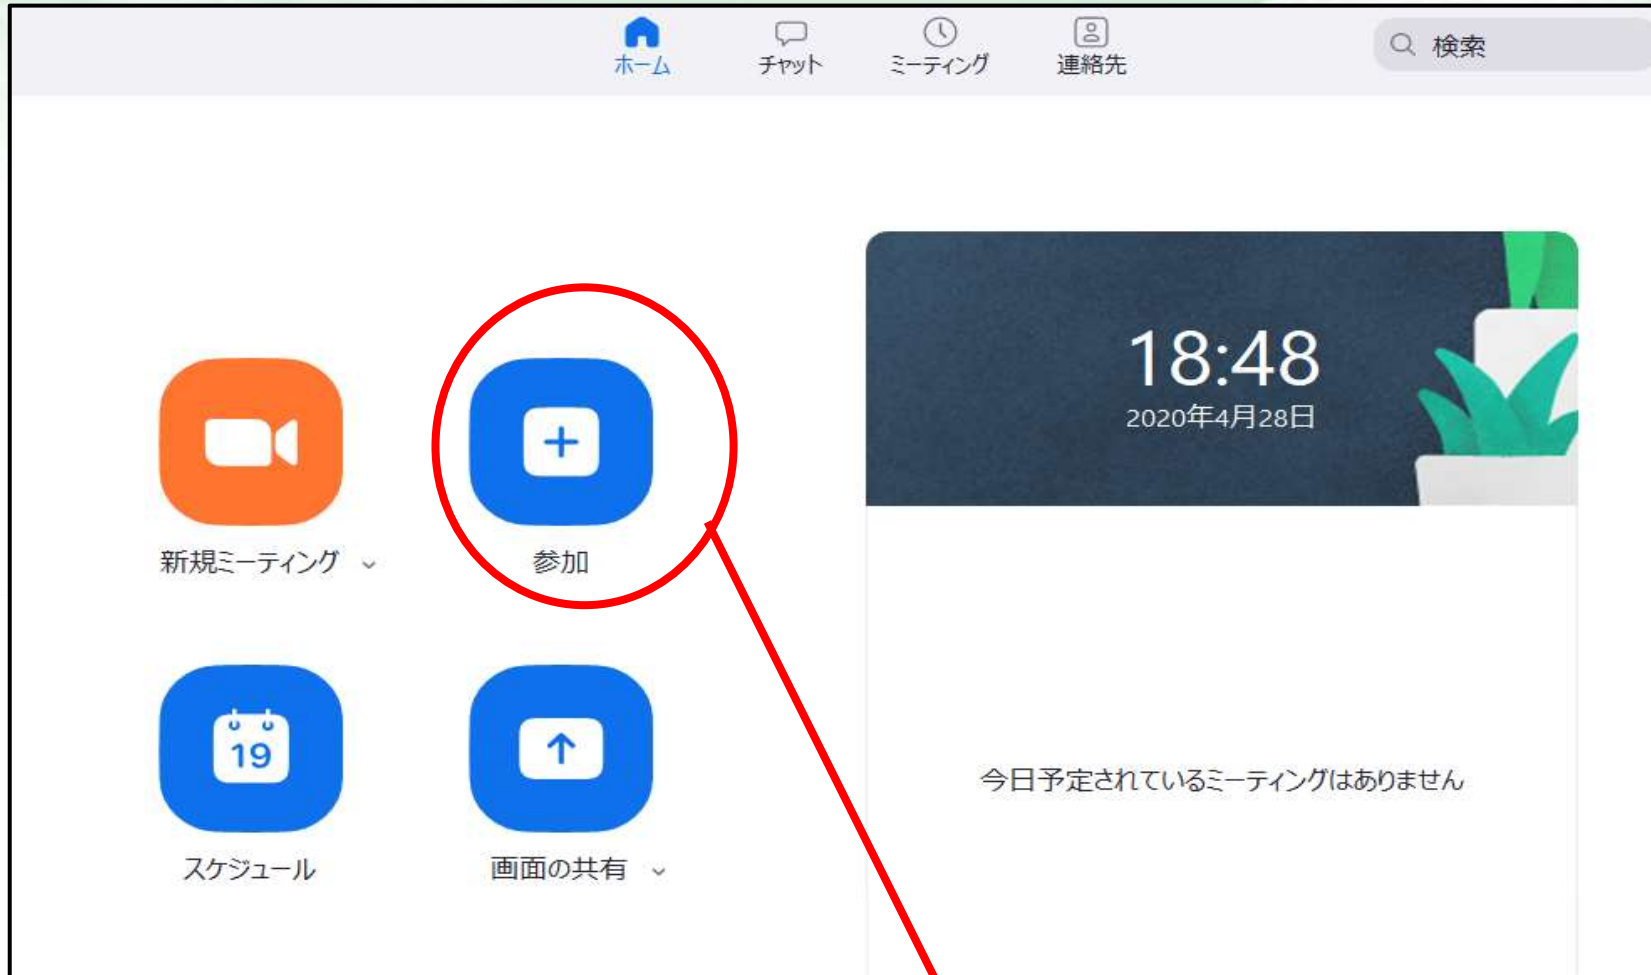 ホーム
チャット
ミーティング
連絡先
検索
18:48
2020年4月28日
新規ミーティング
参加
19
スケジュール
画面の共有
今日予定されているミーティングはありません